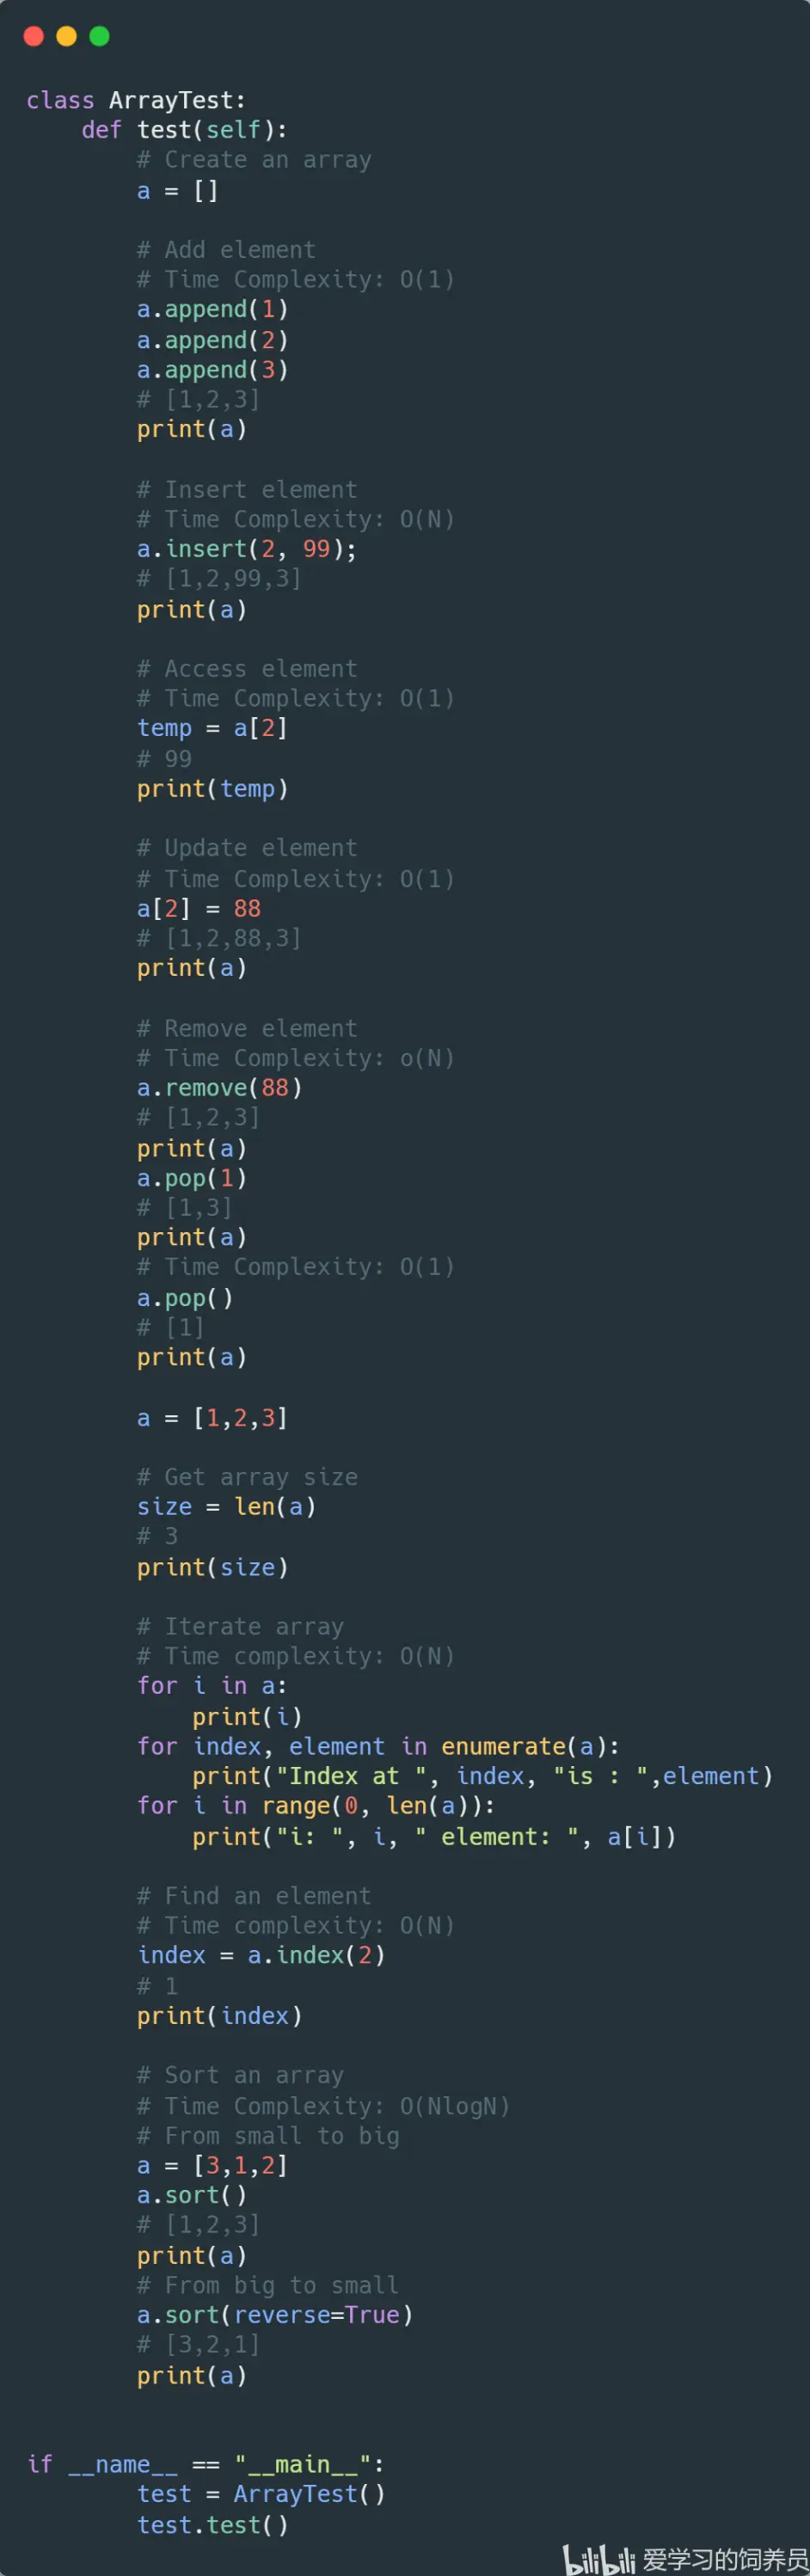 class ArrayTest:
    def test(self):
        # Create an array
        a = []

        # Add element
        # Time Complexity: O(1)
        a.append(1)
        a.append(2)
        a.append(3)
        # [1,2,3]
        print(a)

        # Insert element
        # Time Complexity: O(N)
        a.insert(2, 99);
        # [1,2,99,3]
        print(a)

        # Access element
        # Time Complexity: O(1)
        temp = a[2]
        # 99
        print(temp)

        # Update element
        # Time Complexity: O(1)
        a[2] = 88
        # [1,2,88,3]
        print(a)

        # Remove element
        # Time Complexity: o(N)
        a.remove(88)
        # [1,2,3]
        print(a)
        a.pop(1)
        # [1,3]
        print(a)
        # Time Complexity: O(1)
        a.pop()
        # [1]
        print(a)

        a = [1,2,3]

        # Get array size
        size = len(a)
        # 3
        print(size)

        # Iterate array
        # Time complexity: O(N)
        for i in a:
            print(i)
        for index, element in enumerate(a):
            print("Index at ", index, "is : ",element)
        for i in range(0, len(a)):
            print("i: ", i, " element: ", a[i])

        # Find an element
        # Time complexity: O(N)
        index = a.index(2)
        # 1
        print(index)

        # Sort an array
        # Time Complexity: O(NlogN)
        # From small to big
        a = [3,1,2]
        a.sort()
        # [1,2,3]
        print(a)
        # From big to small
        a.sort(reverse=True)
        # [3,2,1]
        print(a)


if __name__ == "__main__":
        test = ArrayTest()
        test.test()
bilibili 爱学习的饲养员